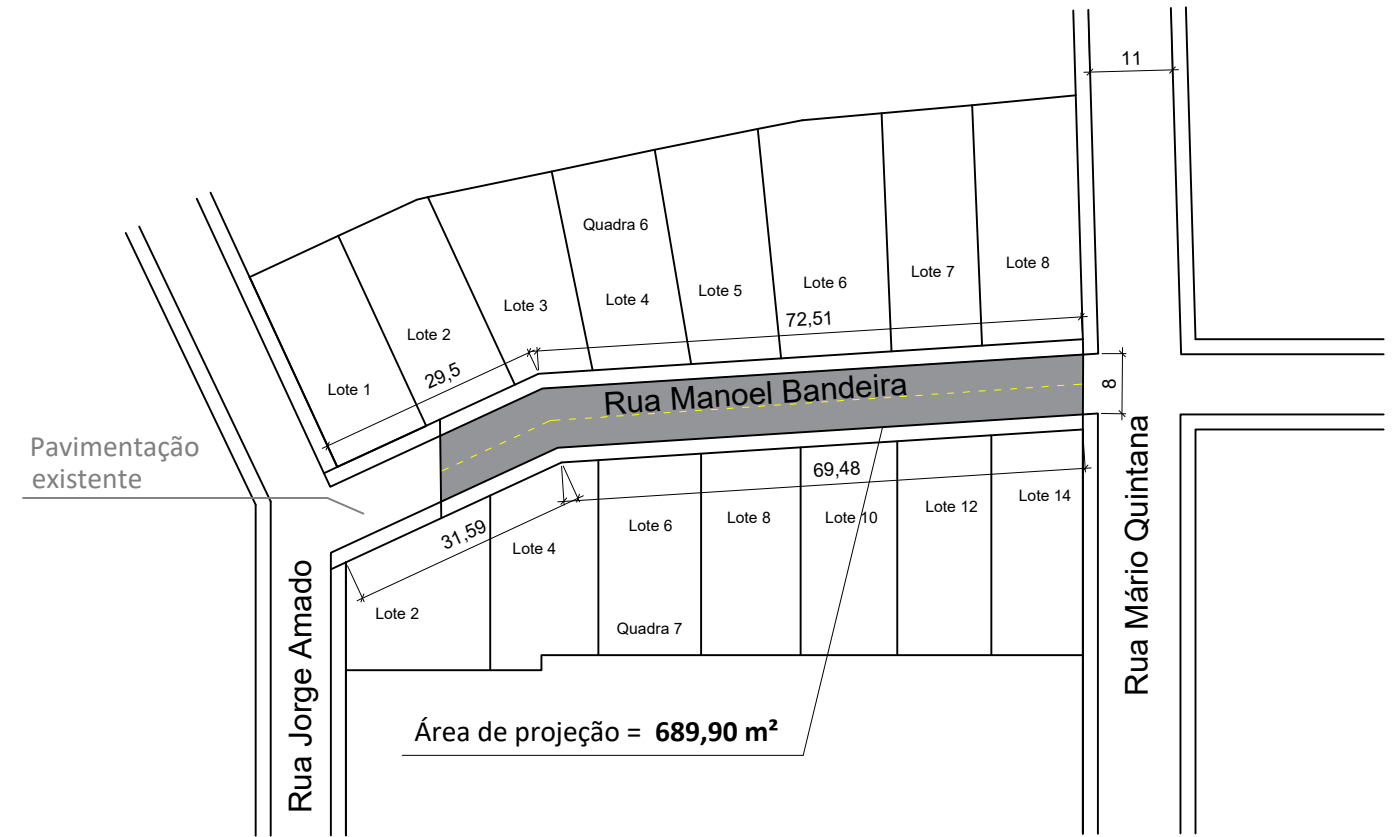 11
Quadra 6
Lote 8
Lote 7
Lote 6
Lote 5
Lote 4
Lote 3
72,51
Lote 2
29,5
Lote 1
Rua Manoel Bandeira
8
Pavimentação
existente
69,48
Lote 14
Lote 12
Lote 10
Lote 8
Lote 6
31,59
Lote 4
Lote 2
Quadra 7
Rua Mário Quintana
Rua Jorge Amado
Área de projeção = 689,90 m²